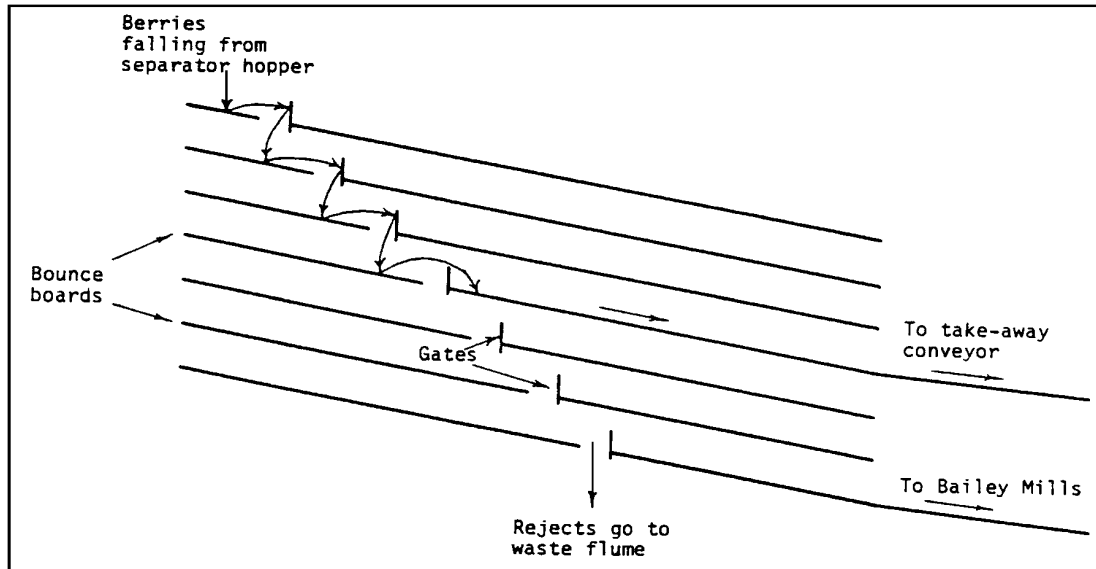 Berries
falling from
separator hopper
Bounce
boards
Gates
To take-away
conveyor
To Bailey Mills
Rejects go to
waste flume